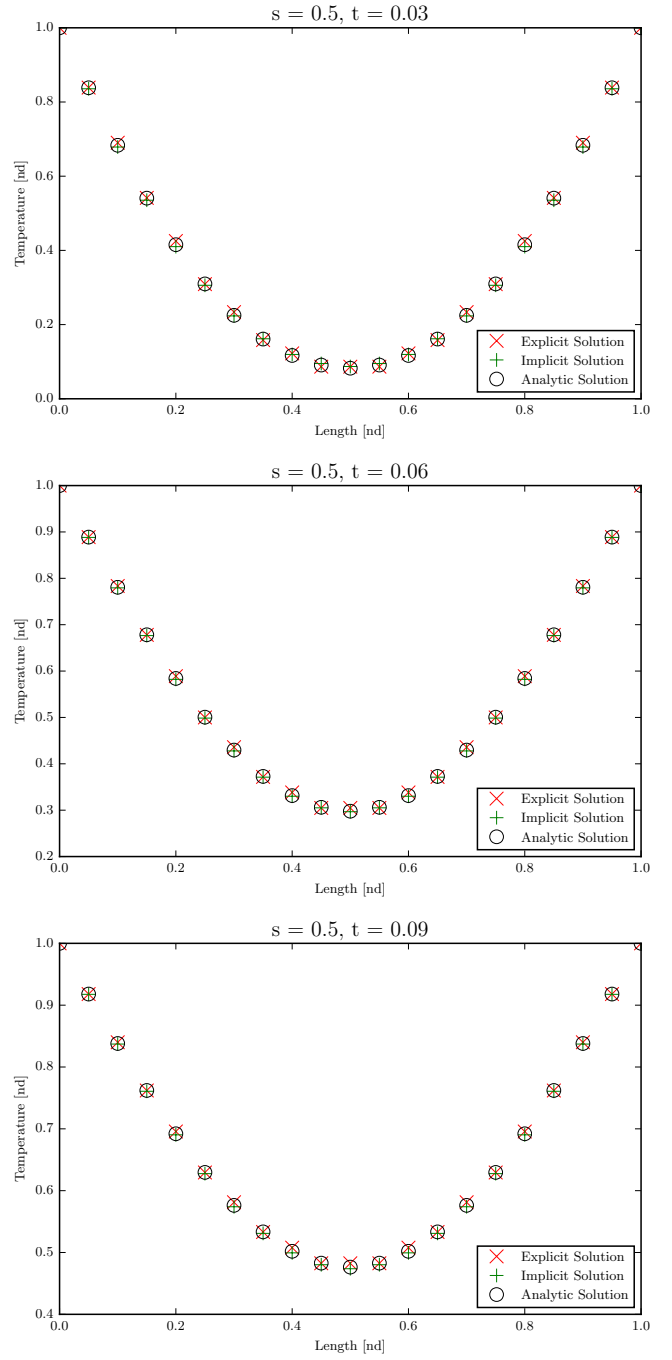 s = 0.5, t = 0.03
1.0
0.8
0.6
0.4
0.2
0.0
Temperature [nd]
Explicit Solution
Implicit Solution
Analytic Solution
0.0 0.2 0.4 0.6 0.8 1.0
Length [nd]
s = 0.5, t = 0.06
1.0
0.9
0.8
0.7
0.6
0.5
0.4
0.3
0.2
Temperature [nd]
Explicit Solution
Implicit Solution
Analytic Solution
0.0 0.2 0.4 0.6 0.8 1.0
Length [nd]
s = 0.5, t = 0.09
1.0
0.9
0.8
0.7
0.6
0.5
0.4
Temperature [nd]
Explicit Solution
Implicit Solution
Analytic Solution
0.0 0.2 0.4 0.6 0.8 1.0
Length [nd]